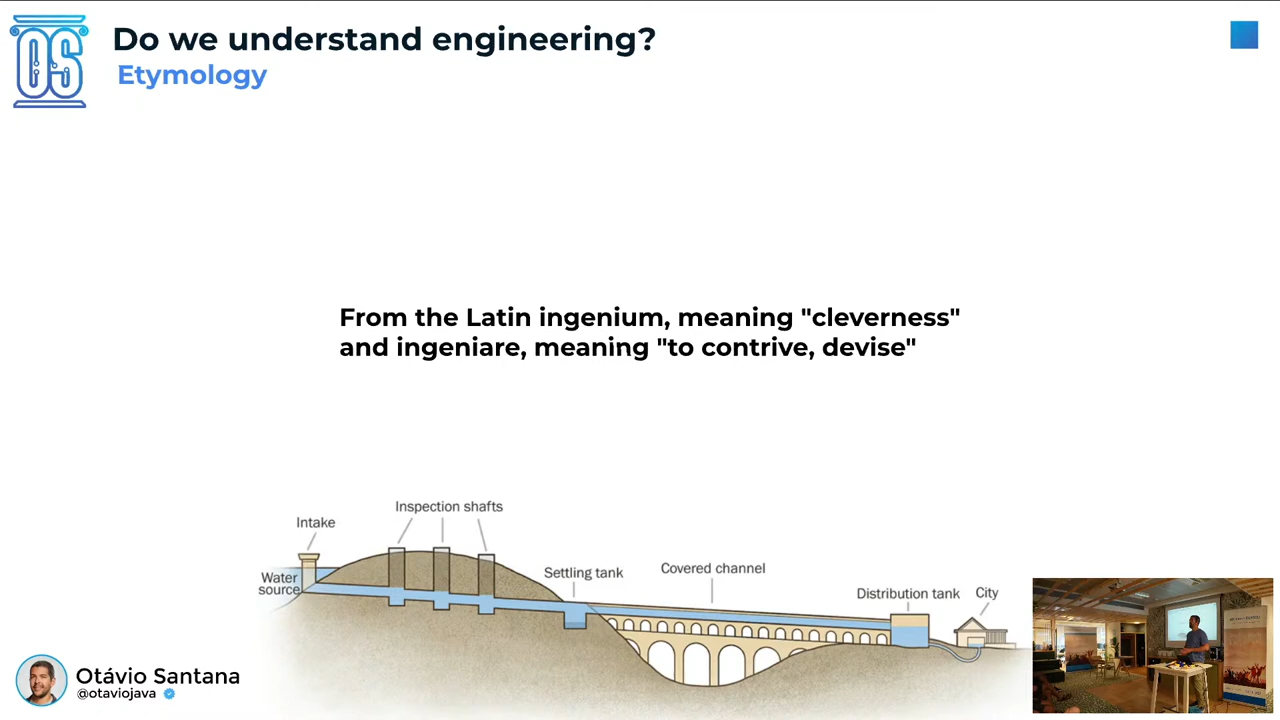 OS
Do we understand engineering?
Etymology
From the Latin ingenium, meaning "cleverness"
and ingeniare, meaning "to contrive, devise"
Inspection shafts
Intake
Water
source
Settling tank
Covered channel
Distribution tank
City
Otávio Santana
@otaviojava